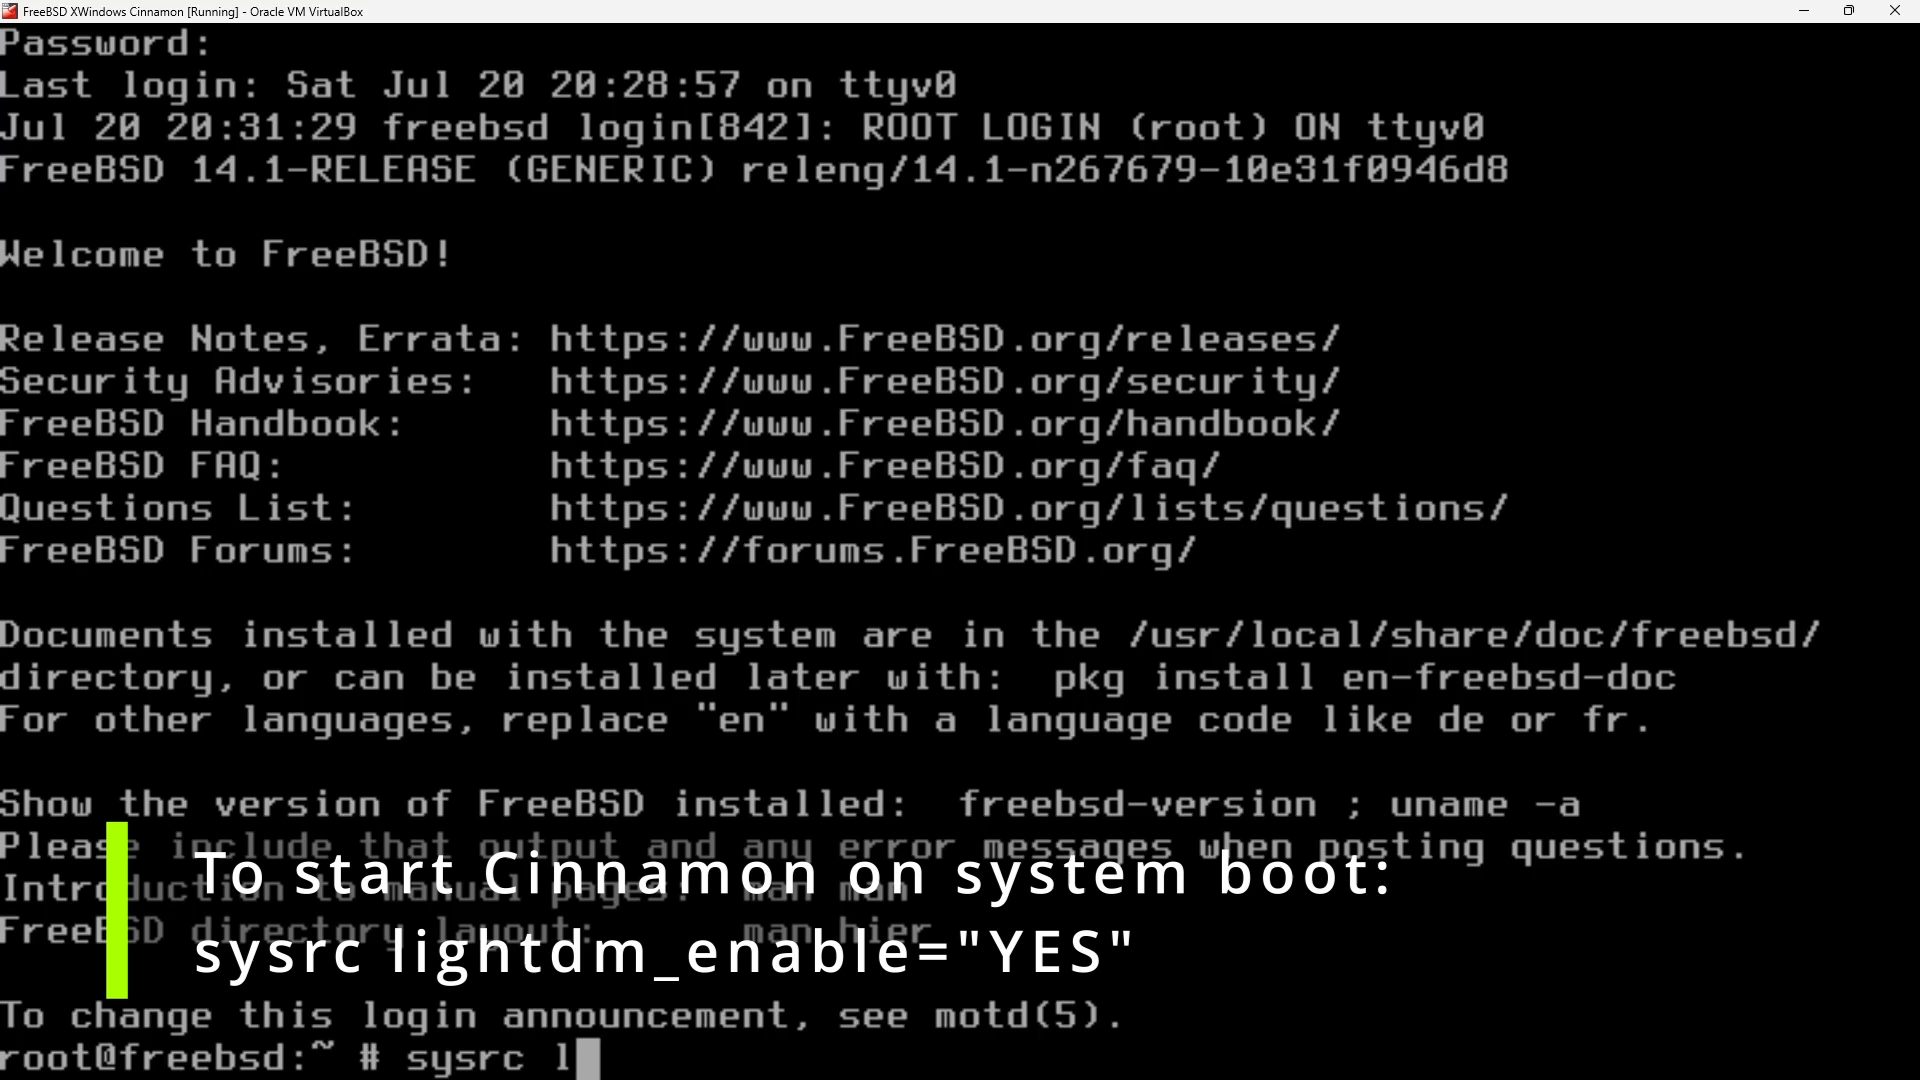 FreeBSD XWindows Cinnamon [Running] - Oracle VM VirtualBox
Password:
Last login: Sat Jul 20 20:28:57 on ttyv0
Jul 20 20:31:29 freebsd login[842]: ROOT LOGIN (root) ON ttyv0
FreeBSD 14.1-RELEASE (GENERIC) releng/14.1-n267679-10e31f0946d8
Welcome to FreeBSD!
Release Notes, Errata: https://www.FreeBSD.org/releases/
Security Advisories:   https://www.FreeBSD.org/security/
FreeBSD Handbook:      https://www.FreeBSD.org/handbook/
FreeBSD FAQ:           https://www.FreeBSD.org/faq/
Questions List:        https://www.FreeBSD.org/lists/questions/
FreeBSD Forums:        https://forums.FreeBSD.org/
Documents installed with the system are in the /usr/local/share/doc/freebsd/
directory, or can be installed later with:  pkg install en-freebsd-doc
For other languages, replace "en" with a language code like de or fr.
Show the version of FreeBSD installed:  freebsd-version ; uname -a
Please include that output and any error messages when posting questions.
Introduction to manual pages:  man man
FreeBSD directory layout:      man hier
To start Cinnamon on system boot:
sysrc lightdm_enable="YES"
To change this login announcement, see motd(5).
root@freebsd:~ # sysrc l